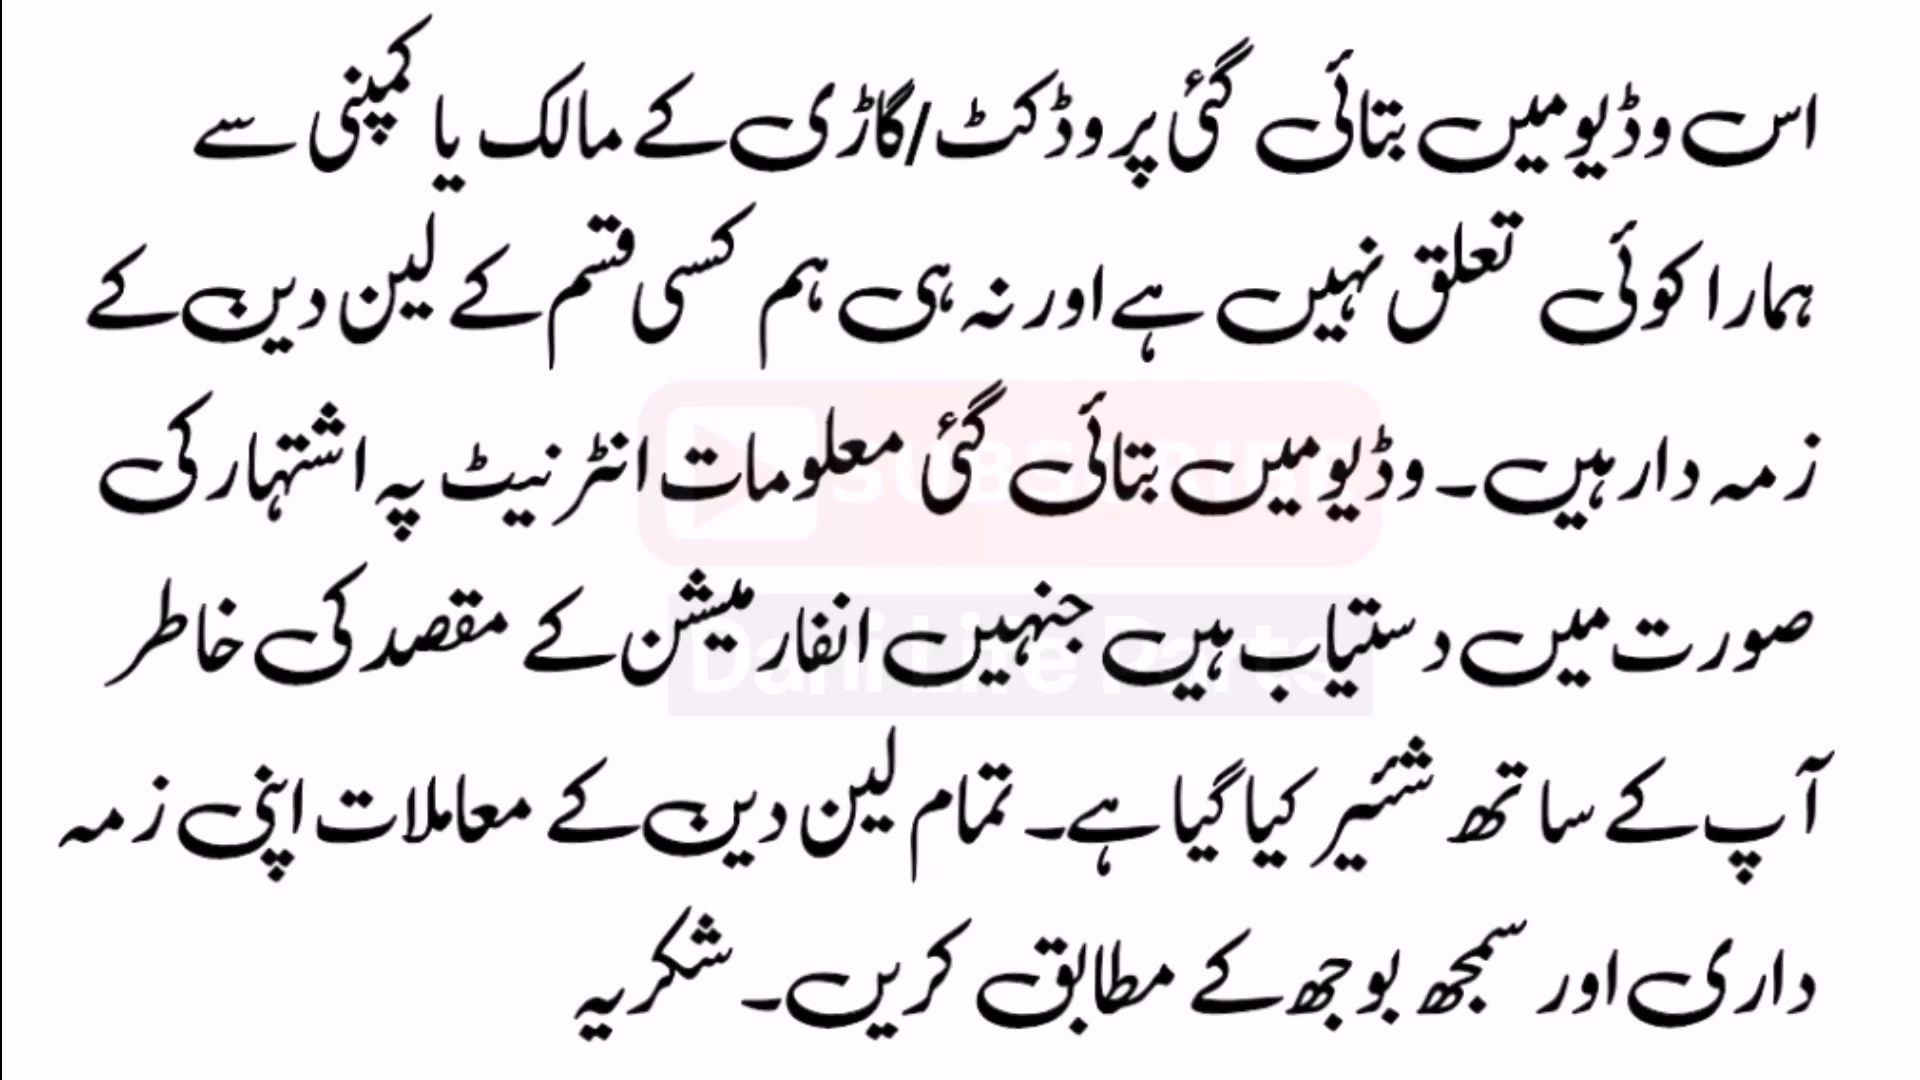 اس وڈیو میں بتائی گئی پروڈکٹ/گاڑی کے مالک یا کمپنی سے
ہمارا کوئی تعلق نہیں ہے اور نہ ہی ہم کسی قسم کے لین دین کے
زمہ دار ہیں۔ وڈیو میں بتائی گئی معلومات انٹرنیٹ پہ اشتہار کی
SUBSCRIBE
صورت میں دستیاب ہیں جنہیں انفارمیشن کے مقصد کی خاطر
آپ کے ساتھ شئیر کیا گیا ہے۔ تمام لین دین کے معاملات اپنی زمہ
داری اور سمجھ بوجھ کے مطابق کریں۔ شکریہ